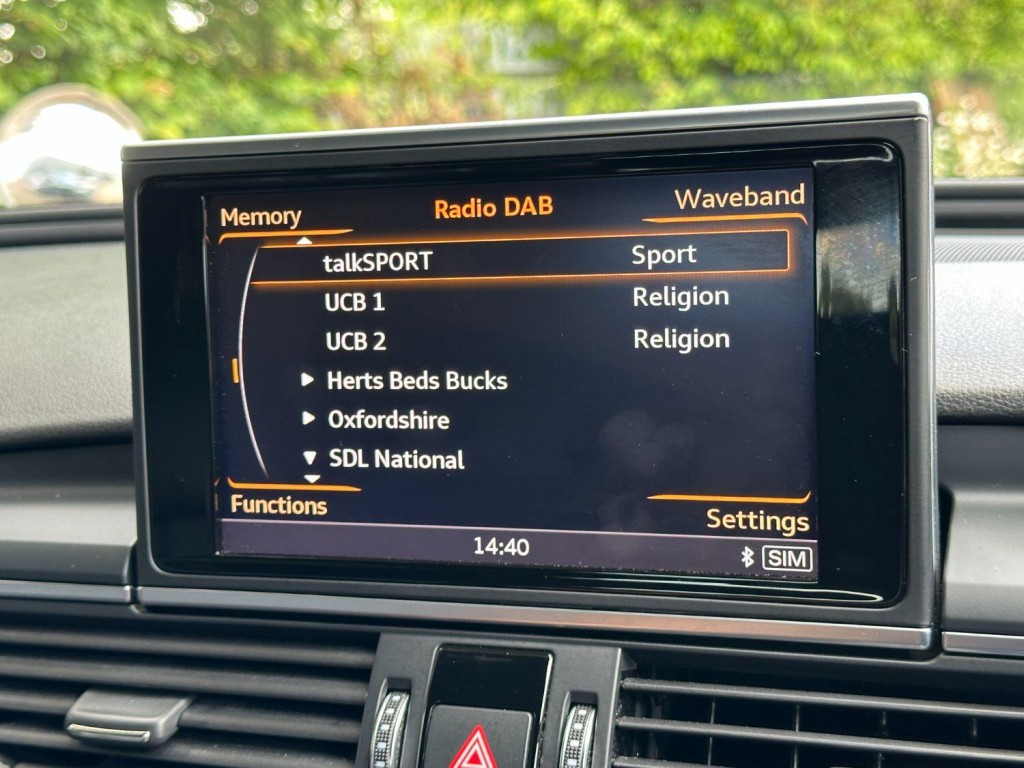 Memory Radio DAB Waveband
talkSPORT Sport
UCB 1 Religion
UCB 2 Religion
Herts Beds Bucks
Oxfordshire
SDL National
Functions Settings
14:40 SIM